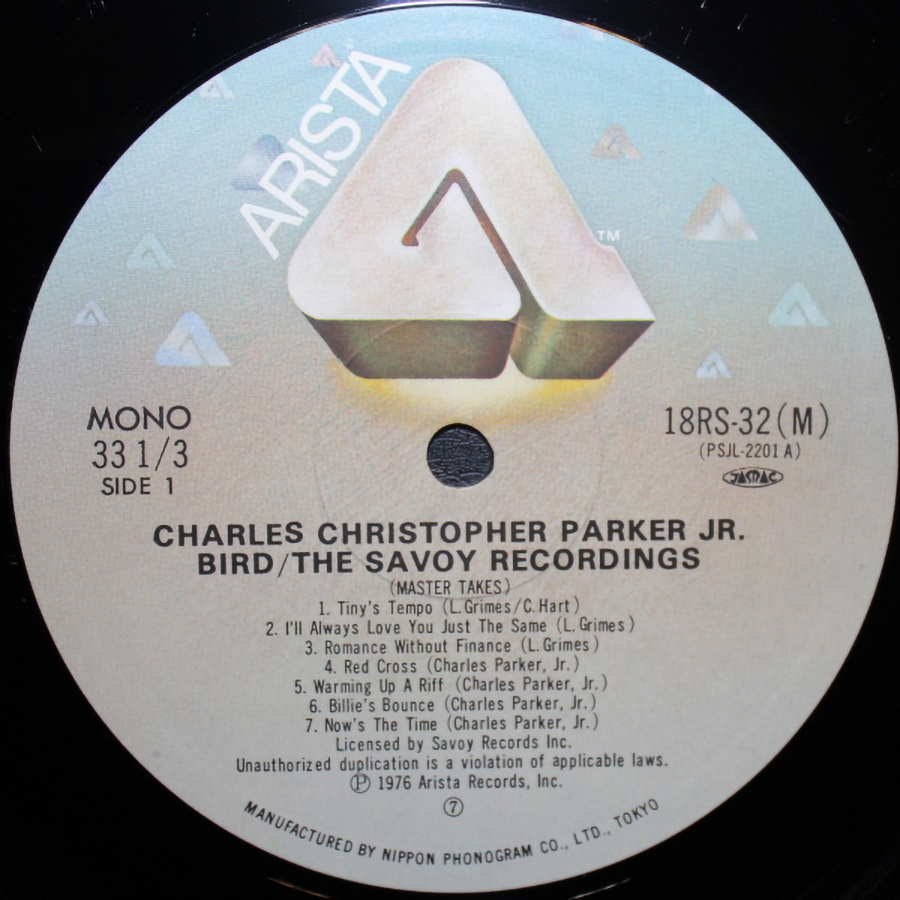 ARISTA
TM
MONO
33 1/3
SIDE 1
18RS-32(M)
(PSJL-2201A)
JASRAC
CHARLES CHRISTOPHER PARKER JR.
BIRD/THE SAVOY RECORDINGS
(MASTER TAKES)
1. Tiny's Tempo (L.Grimes/C.Hart)
2. I'll Always Love You Just The Same (L.Grimes)
3. Romance Without Finance (L.Grimes)
4. Red Cross (Charles Parker, Jr.)
5. Warming Up A Riff (Charles Parker, Jr.)
6. Billie's Bounce (Charles Parker, Jr.)
7. Now's The Time (Charles Parker, Jr.)
Licensed by Savoy Records Inc.
Unauthorized duplication is a violation of applicable laws.
Ⓟ 1976 Arista Records, Inc.
⑦
MANUFACTURED BY NIPPON PHONOGRAM CO., LTD., TOKYO